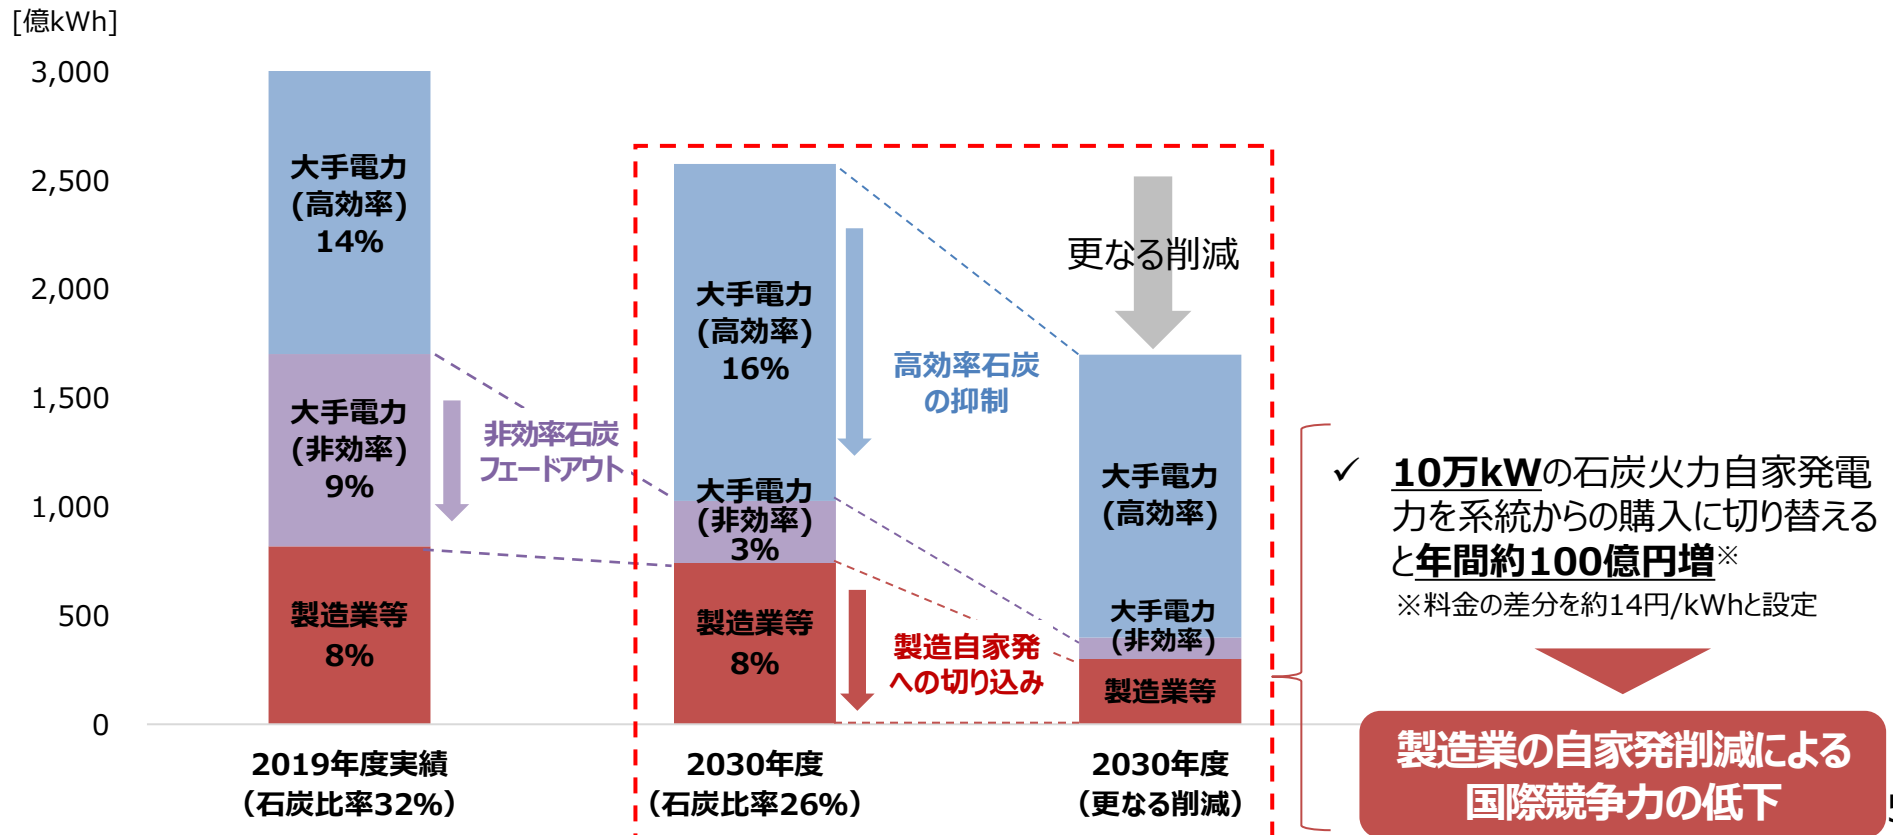 [億kWh]
3,000
2,500
2,000
1,500
1,000
500
0
大手電力
(高効率)
14%
大手電力
(非効率)
9%
製造業等
8%
2019年度実績
（石炭比率32%）
非効率石炭
フェードアウト
大手電力
(高効率)
16%
大手電力
(非効率)
3%
製造業等
8%
2030年度
（石炭比率26%）
高効率石炭
の抑制
製造自家発
への切り込み
更なる削減
大手電力
(高効率)
大手電力
(非効率)
製造業等
2030年度
（更なる削減）
✓ 10万kWの石炭火力自家発電
力を系統からの購入に切り替える
と年間約100億円増※
※料金の差分を約14円/kWhと設定
製造業の自家発削減による
国際競争力の低下